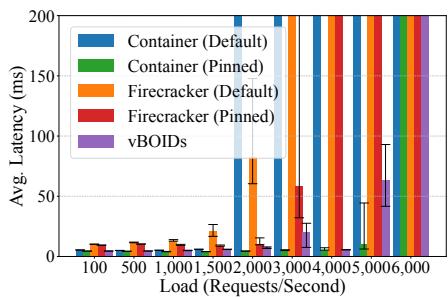 200
150
100
50
0
Avg. Latency (ms)
Container (Default)
Container (Pinned)
Firecracker (Default)
Firecracker (Pinned)
vBOIDs
100 500 1,000 1,500 2,000 3,000 4,000 5,000 6,000
Load (Requests/Second)